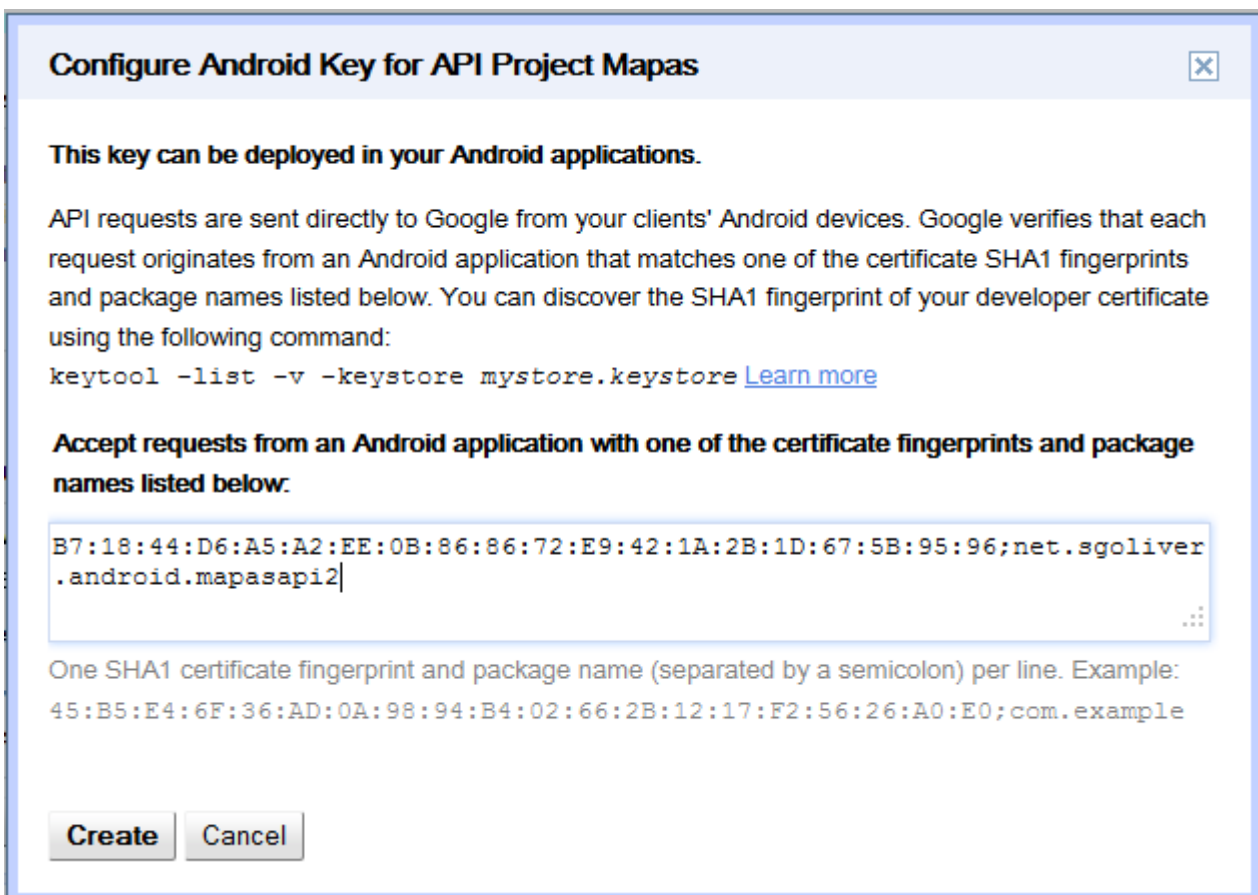 Configure Android Key for API Project Mapas
This key can be deployed in your Android applications.
API requests are sent directly to Google from your clients' Android devices. Google verifies that each
request originates from an Android application that matches one of the certificate SHA1 fingerprints
and package names listed below. You can discover the SHA1 fingerprint of your developer certificate
using the following command:
keytool -list -v -keystore mystore.keystore Learn more
Accept requests from an Android application with one of the certificate fingerprints and package
names listed below:
B7:18:44:D6:A5:A2:EE:0B:86:86:72:E9:42:1A:2B:1D:67:5B:95:96;net.sgoliver
.android.mapasapi2
One SHA1 certificate fingerprint and package name (separated by a semicolon) per line. Example:
45:B5:E4:6F:36:AD:0A:98:94:B4:02:66:2B:12:17:F2:56:26:A0:E0;com.example
Create Cancel